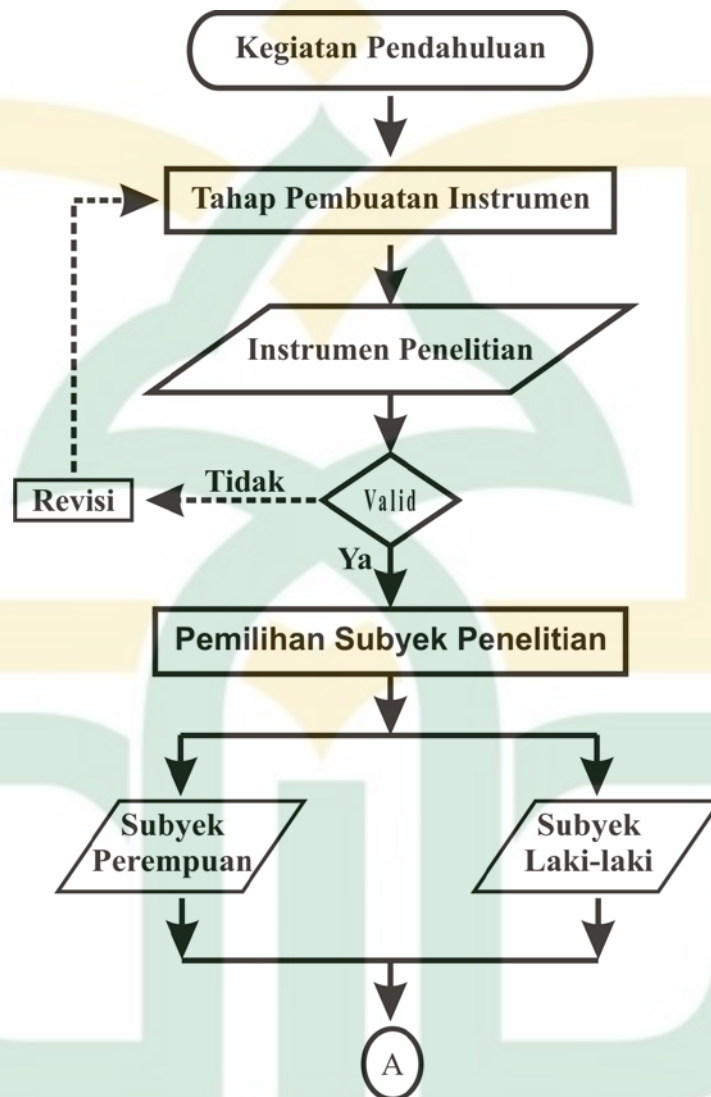 Kegiatan Pendahuluan
Tahap Pembuatan Instrumen
Instrumen Penelitian
Tidak
Revisi
Valid
Ya
Pemilihan Subyek Penelitian
Subyek
Perempuan
Subyek
Laki-laki
A